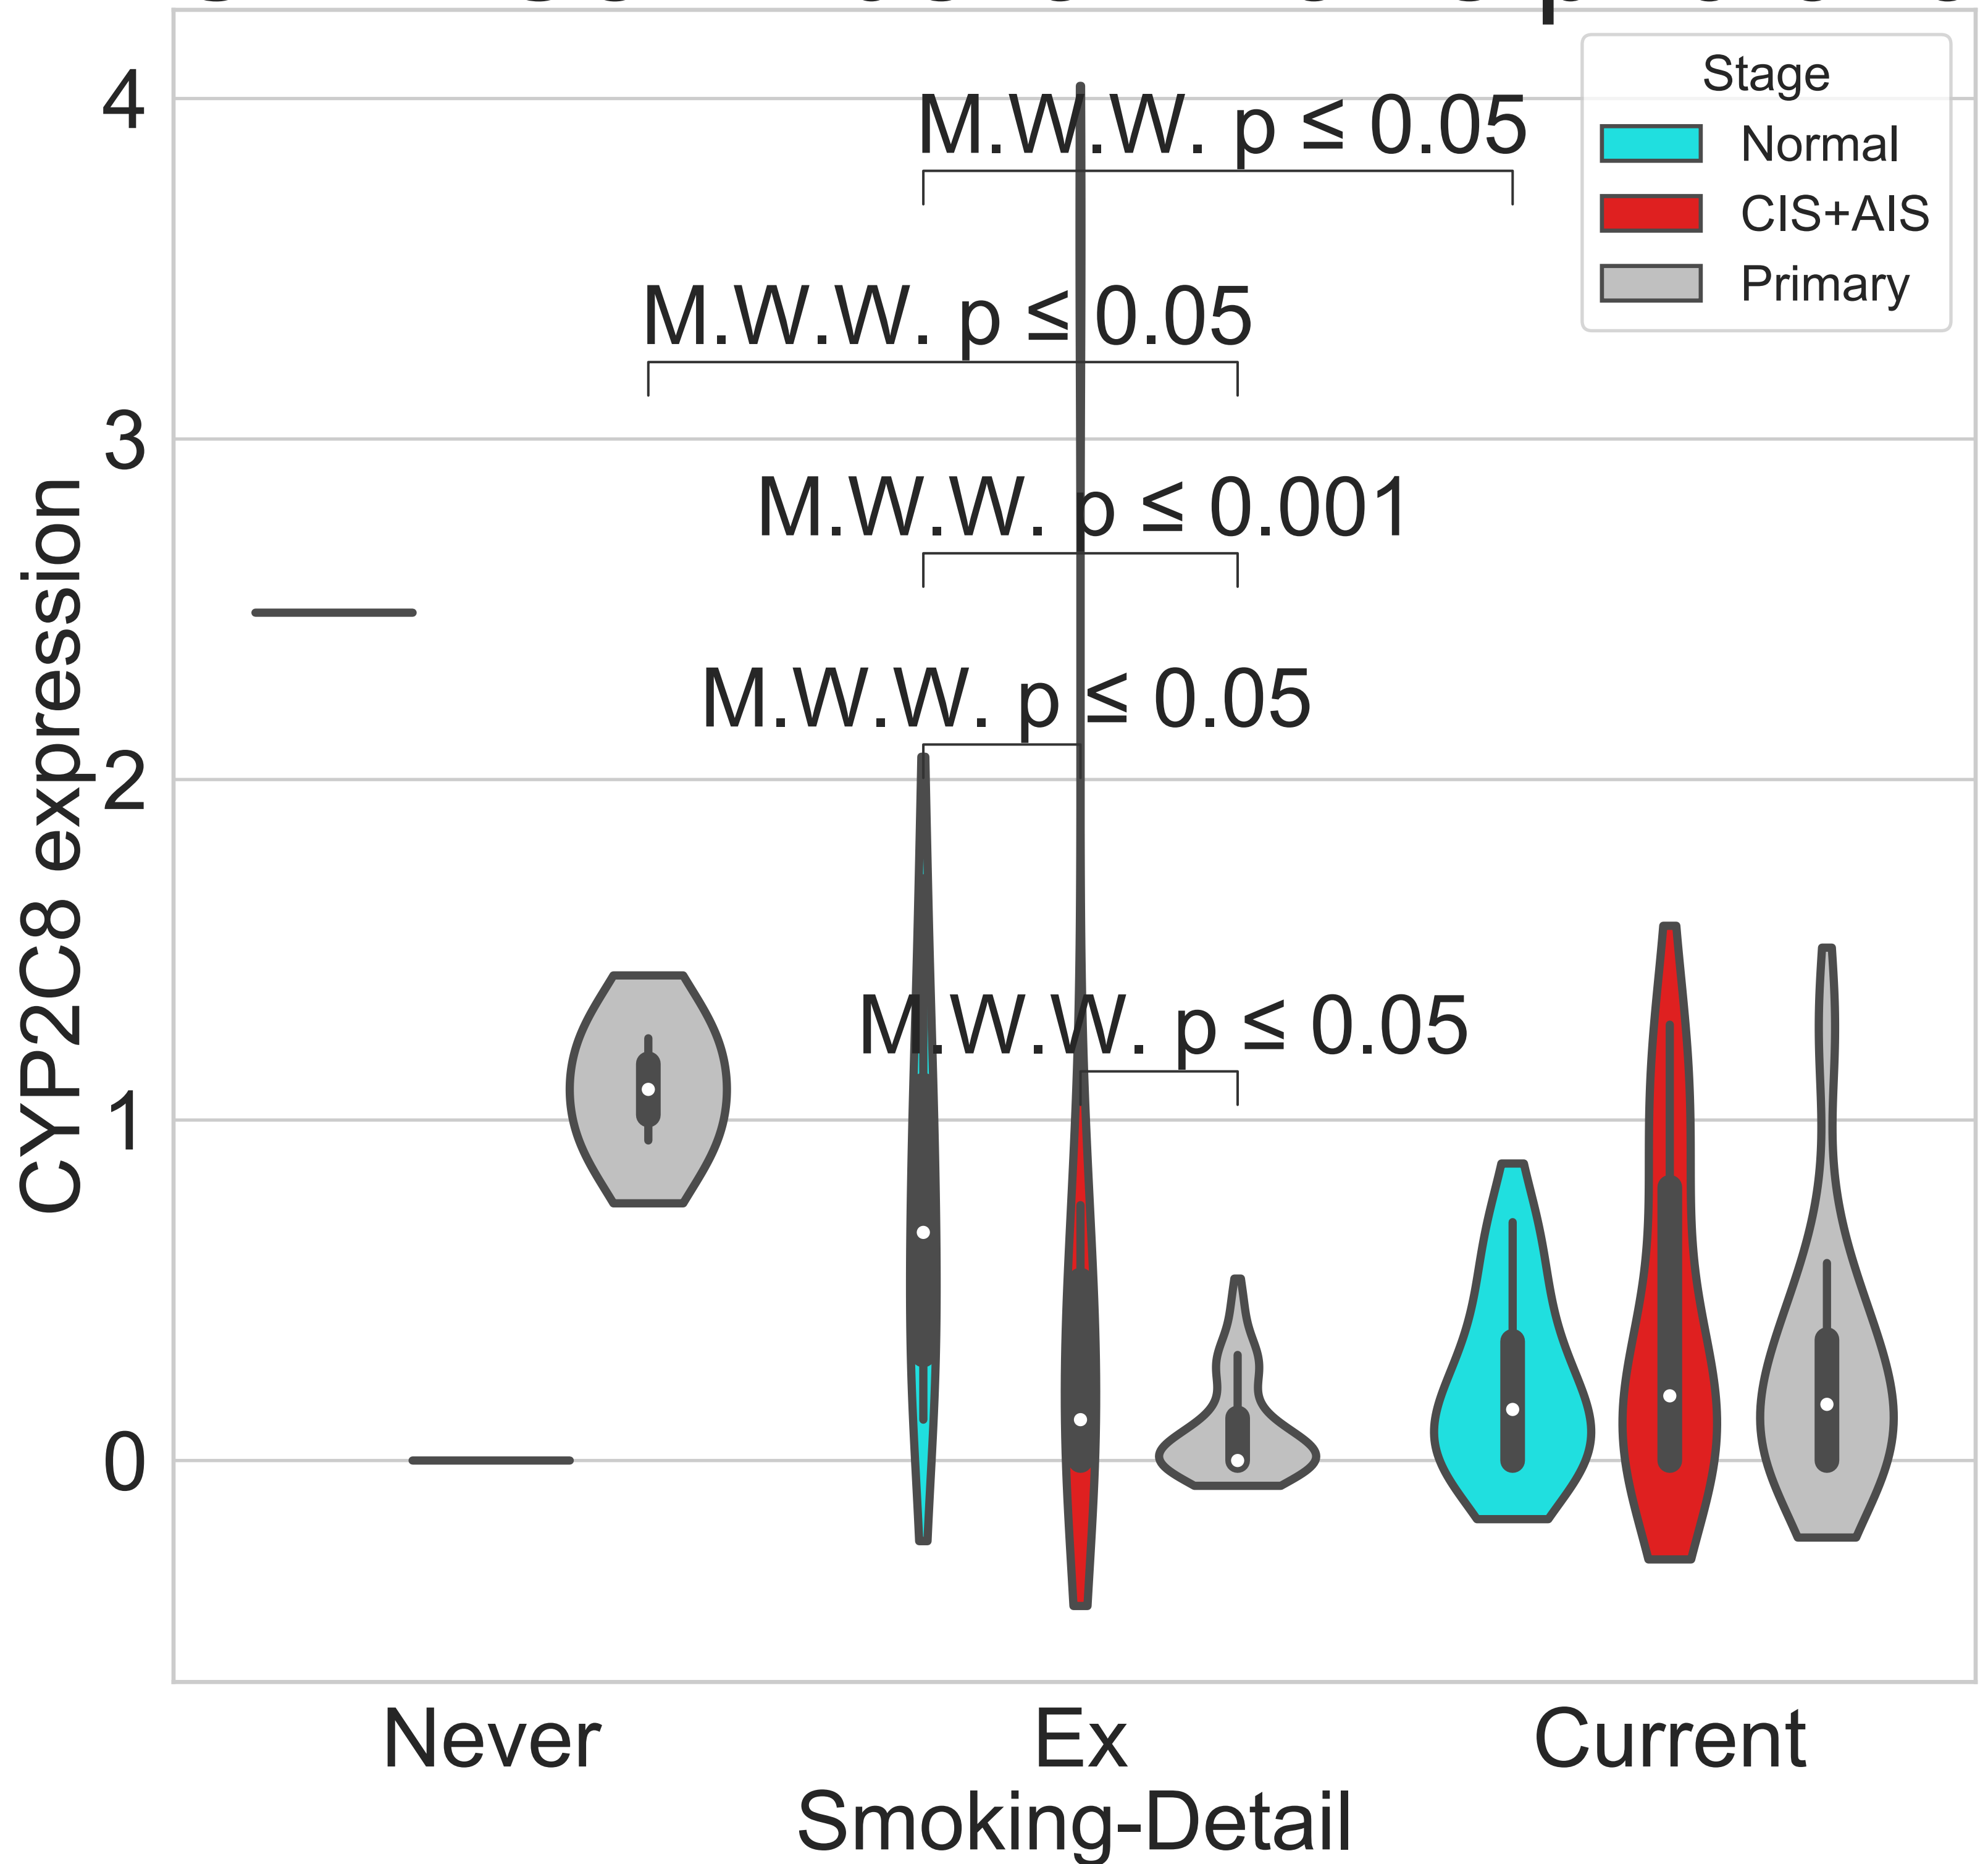 Stage
Normal
CIS+AIS
Primary
M.W.W. p ≤ 0.05
M.W.W. p ≤ 0.05
M.W.W. p ≤ 0.001
M.W.W. p ≤ 0.05
M.W.W. p ≤ 0.05
4
3
2
1
0
CYP2C8 expression
Never
Ex
Current
Smoking-Detail